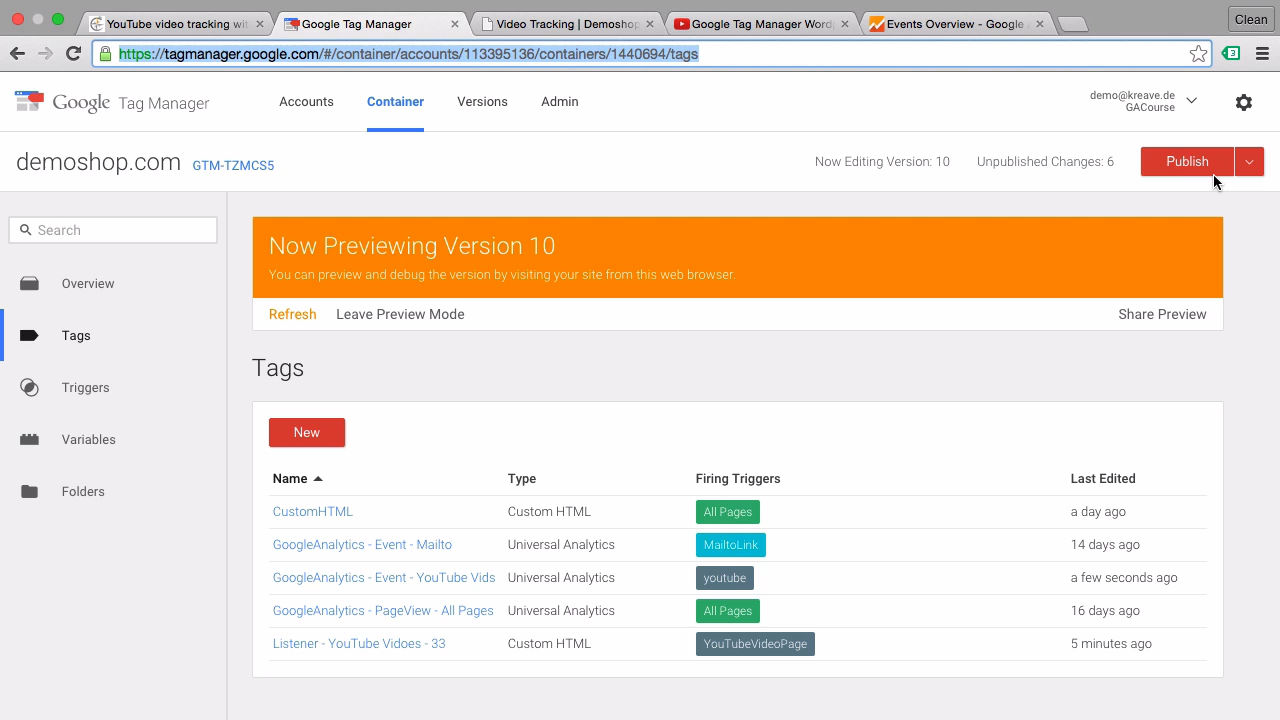 YouTube video tracking wit
Google Tag Manager
Video Tracking | Demoshop
Google Tag Manager Word
Events Overview - Google A
Clean
https://tagmanager.google.com/#/container/accounts/113395136/containers/1440694/tags
3
Google Tag Manager
Accounts
Container
Versions
Admin
demo@kreave.de
GACourse
demoshop.com GTM-TZMCS5
Now Editing Version: 10
Unpublished Changes: 6
Publish
Search
Overview
Tags
Triggers
Variables
Folders
Now Previewing Version 10
You can preview and debug the version by visiting your site from this web browser.
Refresh Leave Preview Mode Share Preview
Tags
New
Name Type Firing Triggers Last Edited
CustomHTML Custom HTML All Pages a day ago
GoogleAnalytics - Event - Mailto Universal Analytics MailtoLink 14 days ago
GoogleAnalytics - Event - YouTube Vids Universal Analytics youtube a few seconds ago
GoogleAnalytics - PageView - All Pages Universal Analytics All Pages 16 days ago
Listener - YouTube Vidoes - 33 Custom HTML YouTubeVideoPage 5 minutes ago